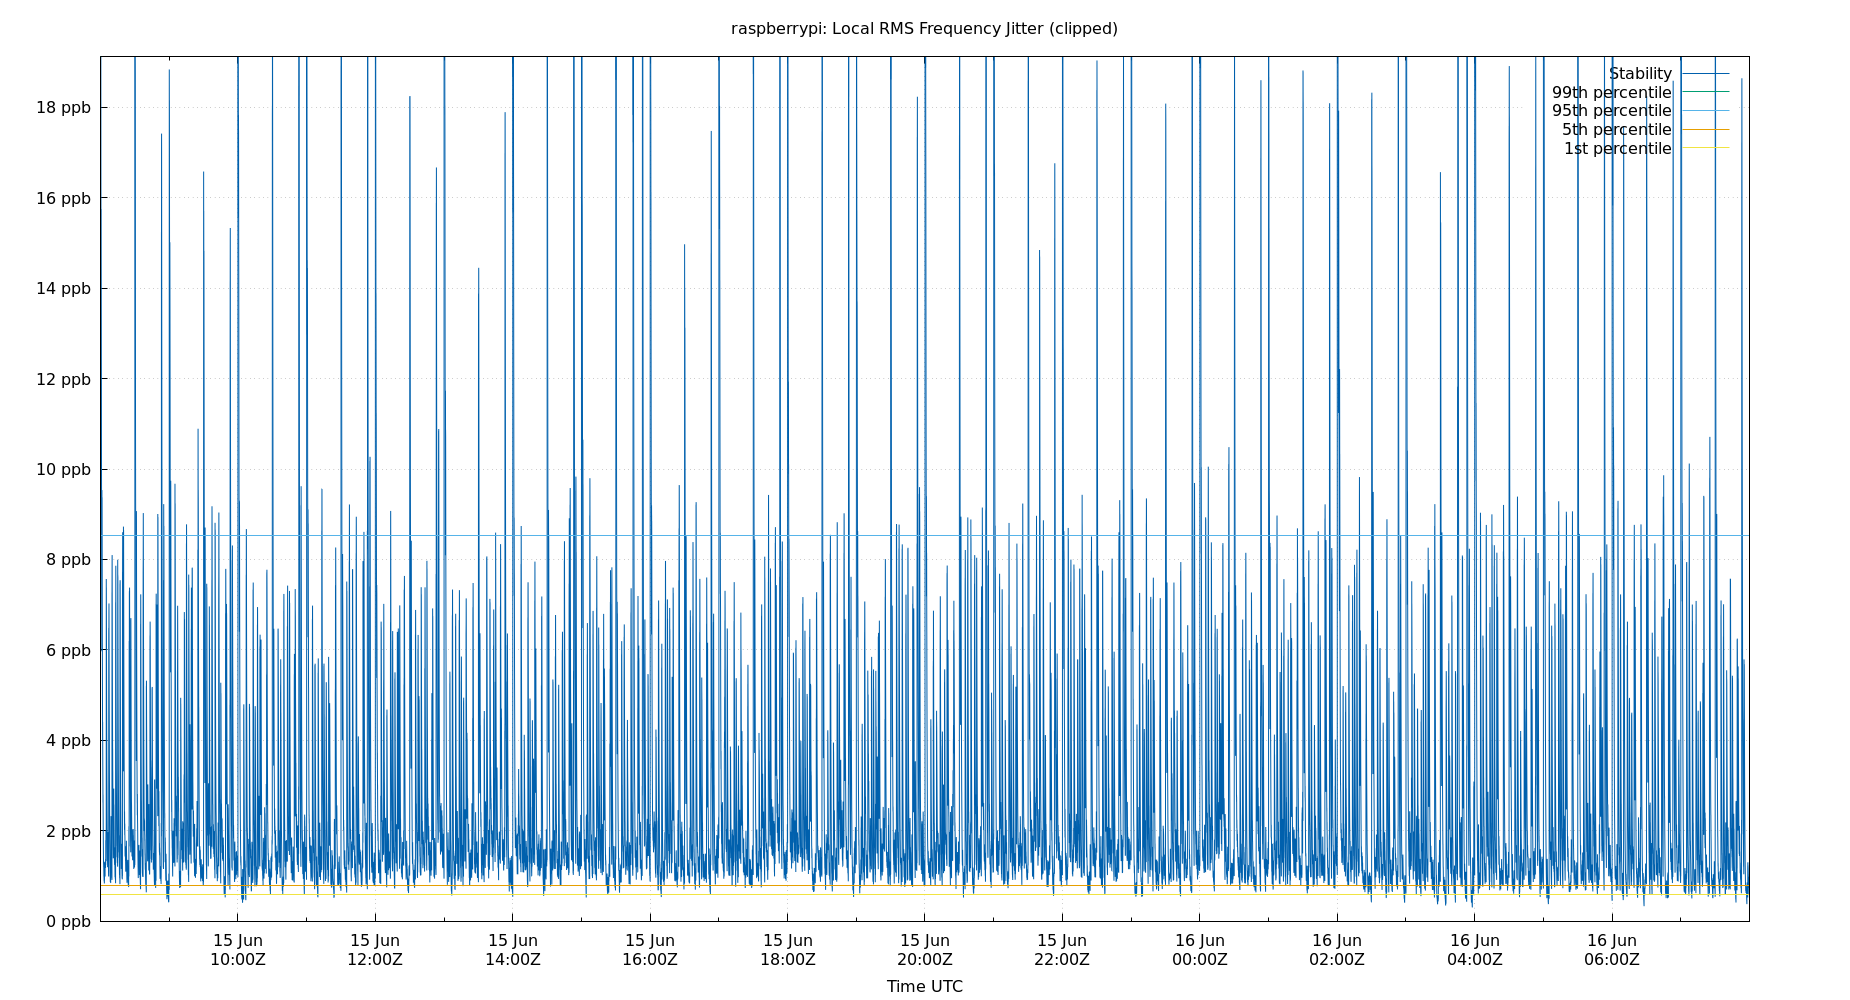 raspberrypi: Local RMS Frequency Jitter (clipped)
Stability
99th percentile
95th percentile
5th percentile
1st percentile
18 ppb
16 ppb
14 ppb
12 ppb
10 ppb
8 ppb
6 ppb
4 ppb
2 ppb
0 ppb
15 Jun 15 Jun 15 Jun 15 Jun 15 Jun 15 Jun 15 Jun 16 Jun 16 Jun 16 Jun 16 Jun
10:00Z 12:00Z 14:00Z 16:00Z 18:00Z 20:00Z 22:00Z 00:00Z 02:00Z 04:00Z 06:00Z
Time UTC